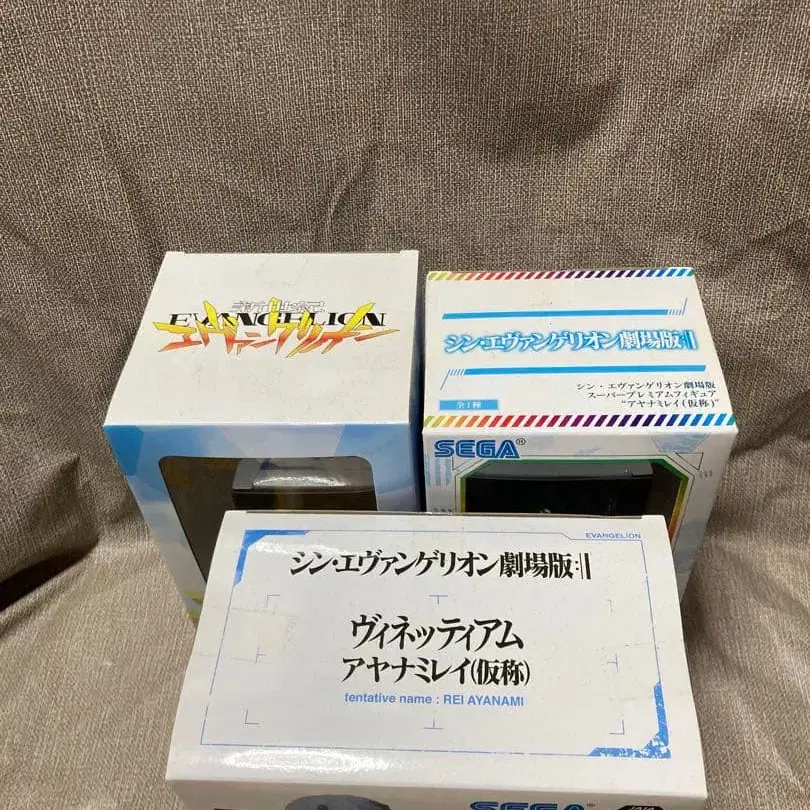 新世紀
EVANGELION
エヴァンゲリオン
シン・エヴァンゲリオン劇場版:||
シン・エヴァンゲリオン劇場版
スーパープレミアムフィギュア
“アヤナミレイ(仮称)”
全1種
SEGA®
EVANGELION
シン・エヴァンゲリオン劇場版:||
ヴィネッティアム
アヤナミレイ(仮称)
tentative name : REI AYANAMI
SEGA